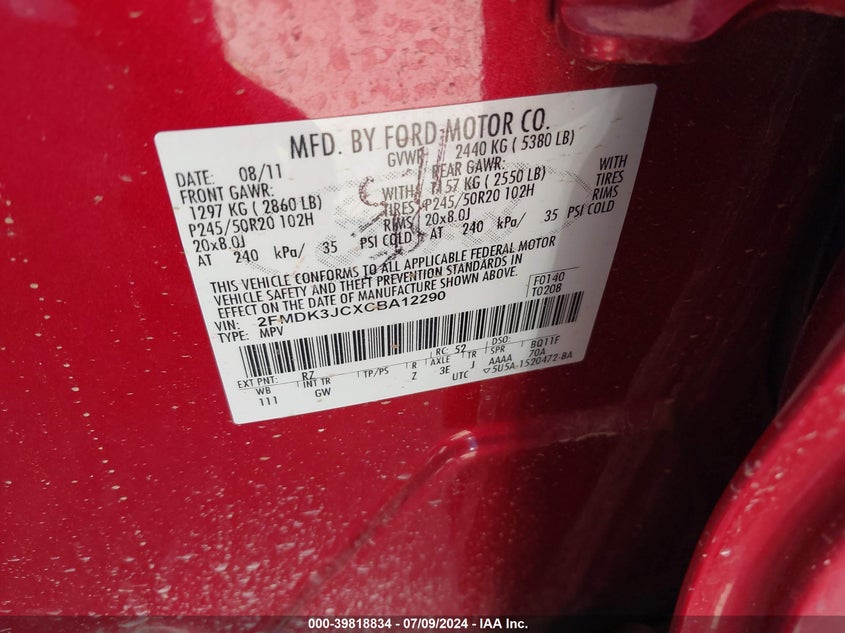 MFD. BY FORD MOTOR CO.
DATE: 08/11 GVWR: 2440 KG ( 5380 LB)
FRONT GAWR: REAR GAWR:
1297 KG ( 2860 LB) WITH 1157 KG ( 2550 LB) WITH
P245/50R20 102H TIRES P245/50R20 102H TIRES
20x8.0J RIMS 20x8.0J RIMS
AT 240 kPa/ 35 PSI COLD AT 240 kPa/ 35 PSI COLD
THIS VEHICLE CONFORMS TO ALL APPLICABLE FEDERAL MOTOR
VEHICLE SAFETY AND THEFT PREVENTION STANDARDS IN
EFFECT ON THE DATE OF MANUFACTURE SHOWN ABOVE.
VIN: 2FMDK3JCXCBA12290 F0140
TYPE: MPV T020B
EXT PNT: RZ RC: 52 DSO:
WB INT TR TP/PS R AXLE TR SPR BQTTF
111 GW Z 3E J AAAA 70A
UTC ▽5U5A-1520472-BA
000-39818834 - 07/09/2024 - IAA Inc.